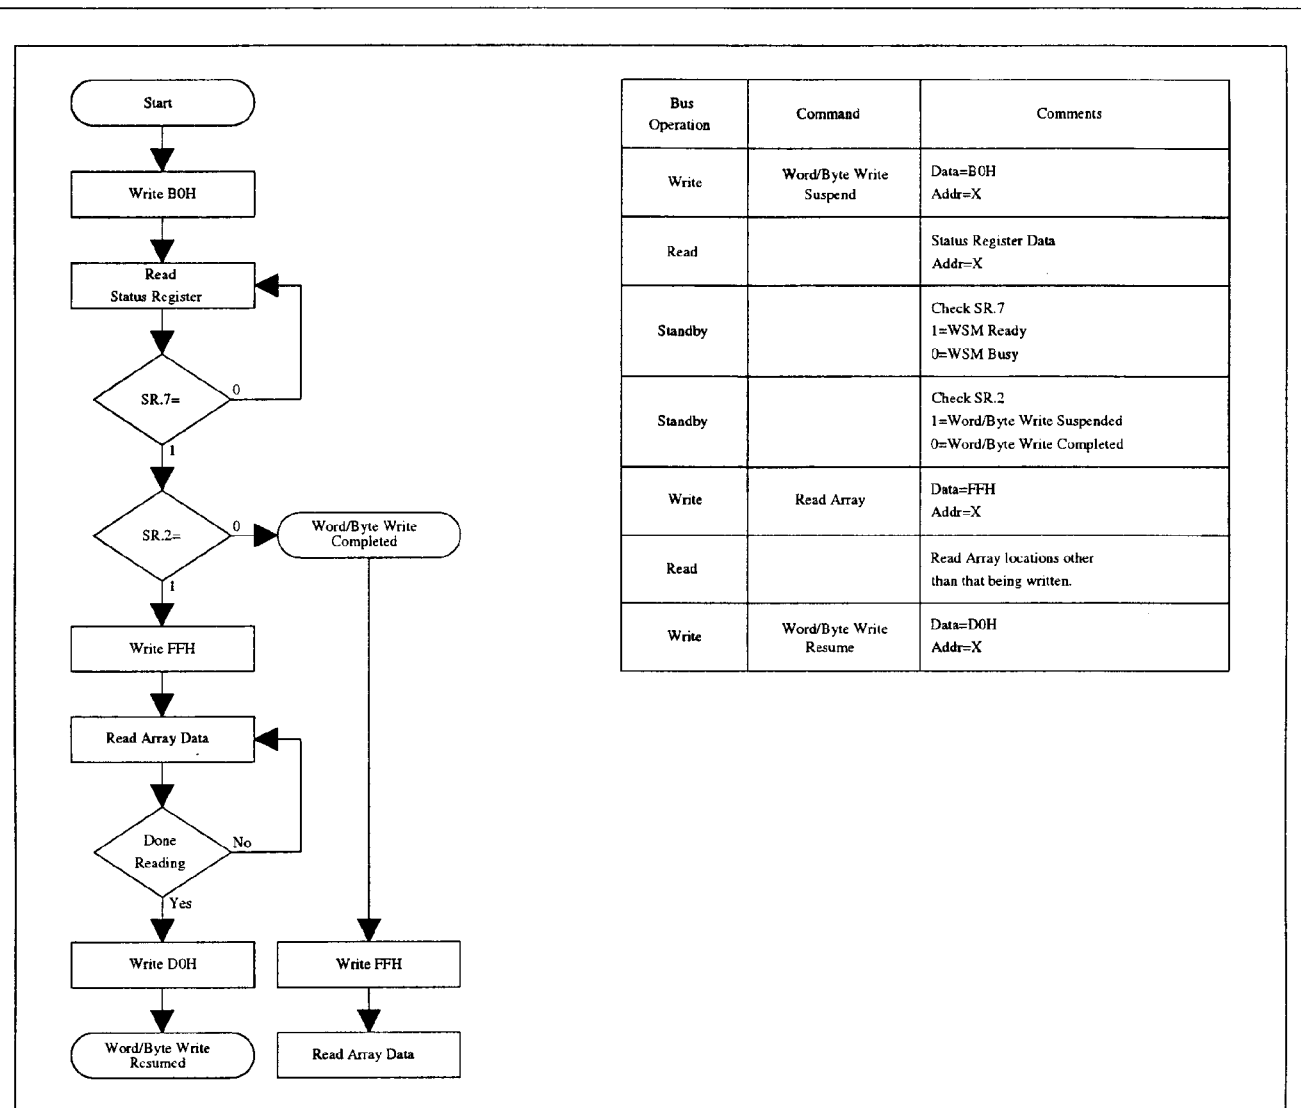 Start
Write B0H
Read
Status Register
SR.7=
0
1
SR.2=
0
Word/Byte Write
Completed
1
Write FFH
Read Array Data
Done
Reading
No
Yes
Write D0H
Write FFH
Word/Byte Write
Resumed
Read Array Data
Bus
Operation
Command
Comments
Write
Word/Byte Write
Suspend
Data=B0H
Addr=X
Read
Status Register Data
Addr=X
Standby
Check SR.7
1=WSM Ready
0=WSM Busy
Standby
Check SR.2
1=Word/Byte Write Suspended
0=Word/Byte Write Completed
Write
Read Array
Data=FFH
Addr=X
Read
Read Array locations other
than that being written.
Write
Word/Byte Write
Resume
Data=D0H
Addr=X